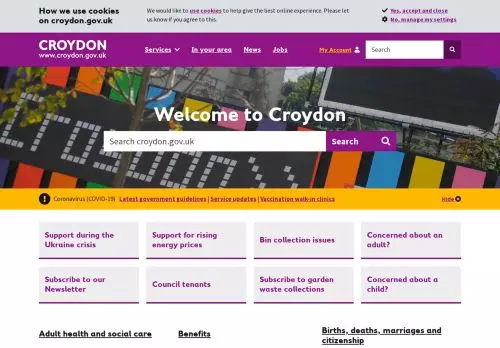 How we use cookies
on croydon.gov.uk
We would like to use cookies to help give the best online experience. Please let
us know if you agree to this.
Yes, accept and close
No, manage my settings
CROYDON
www.croydon.gov.uk
Services
In your area
News
Jobs
My Account
Search
Croydon
Welcome to Croydon
Search croydon.gov.uk
Search
Coronavirus (COVID-19) Latest government guidelines | Service updates | Vaccination walk-in clinics
Hide
Support during the
Ukraine crisis
Support for rising
energy prices
Bin collection issues
Concerned about an
adult?
Subscribe to our
Newsletter
Council tenants
Subscribe to garden
waste collections
Concerned about a
child?
Adult health and social care
Benefits
Births, deaths, marriages and
citizenship